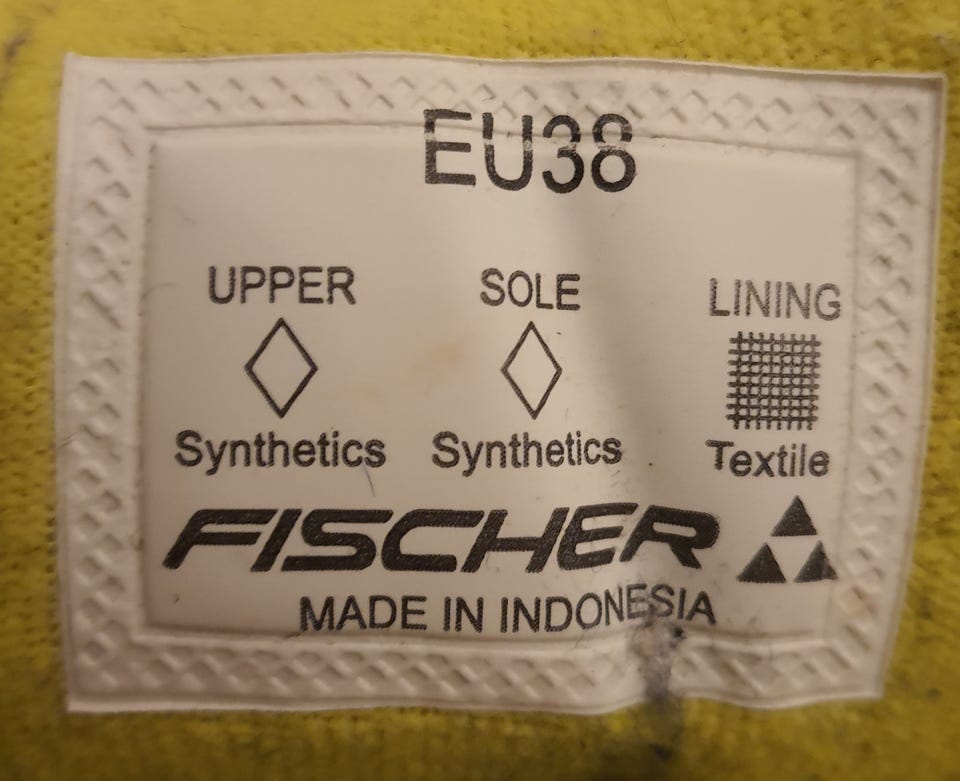 EU38
UPPER SOLE LINING
Synthetics Synthetics Textile
FISCHER
MADE IN INDONESIA